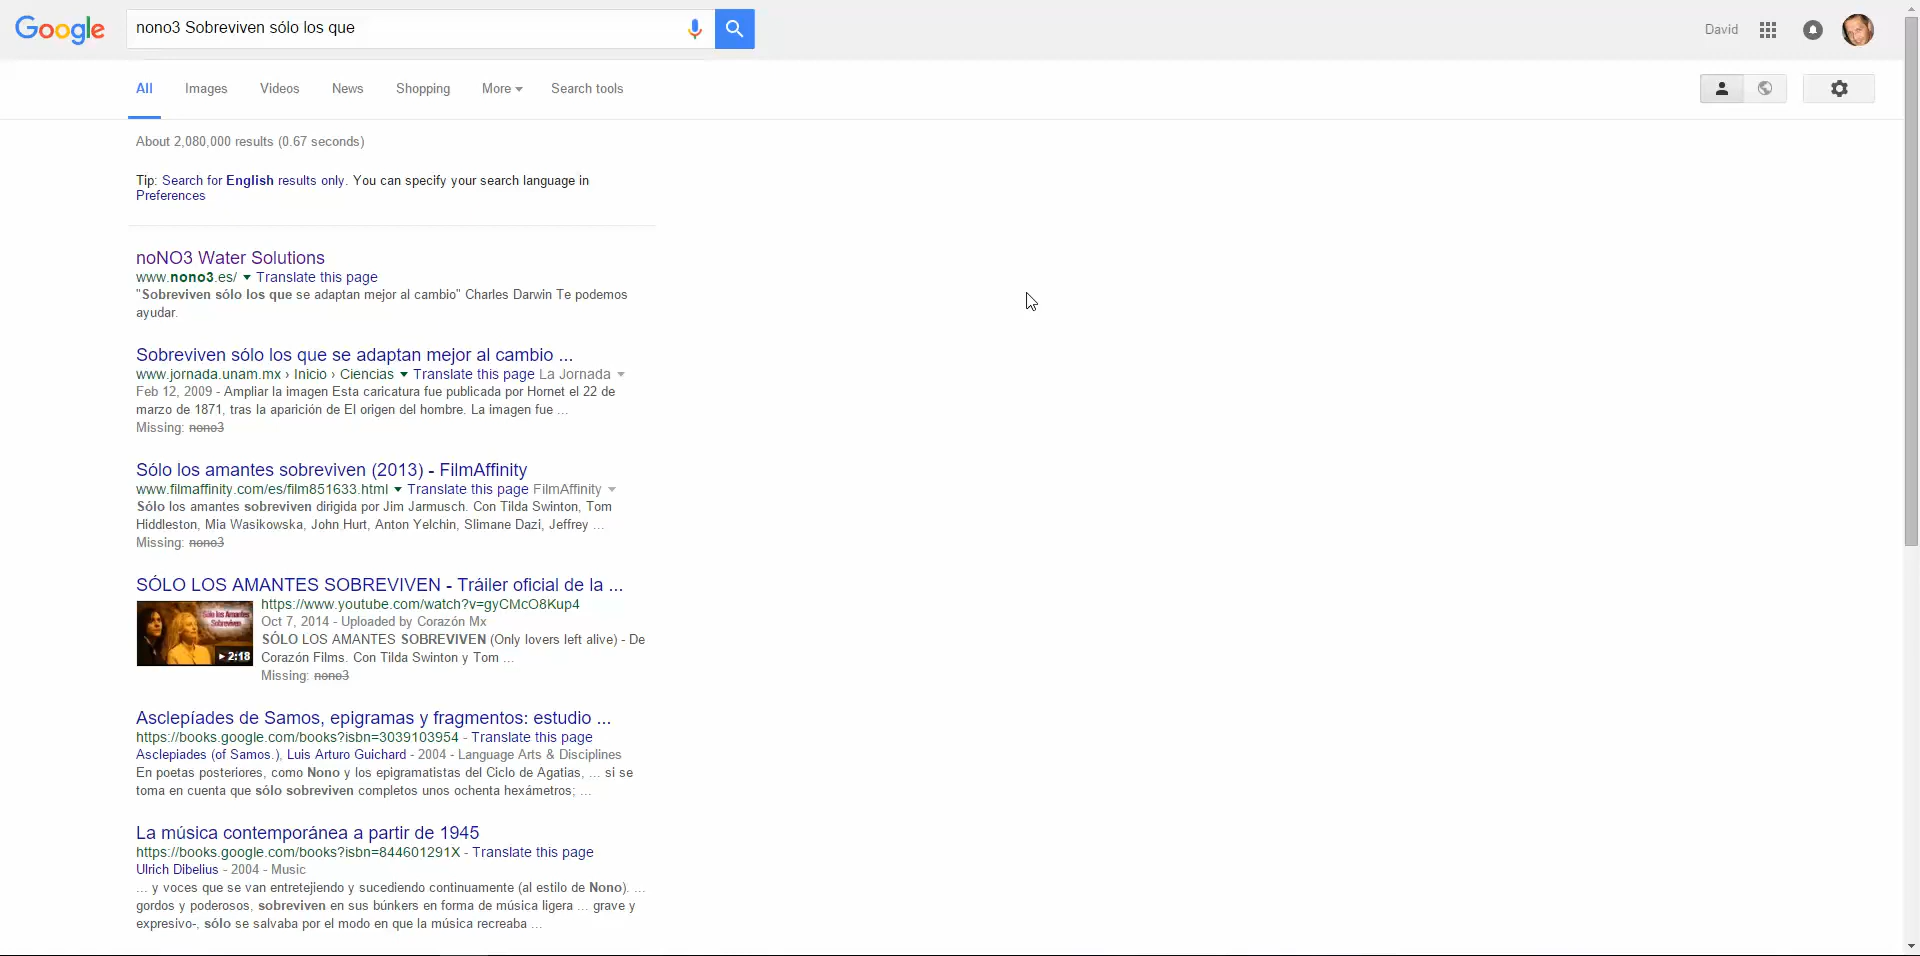 Google
nono3 Sobreviven sólo los que
David
All Images Videos News Shopping More Search tools
About 2,080,000 results (0.67 seconds)
Tip: Search for English results only. You can specify your search language in
Preferences
noNO3 Water Solutions
www.nono3.es/ Translate this page
"Sobreviven sólo los que se adaptan mejor al cambio" Charles Darwin Te podemos
ayudar.
Sobreviven sólo los que se adaptan mejor al cambio ...
www.jornada.unam.mx › Inicio › Ciencias Translate this page La Jornada
Feb 12, 2009 - Ampliar la imagen Esta caricatura fue publicada por Hornet el 22 de
marzo de 1871, tras la aparición de El origen del hombre. La imagen fue ...
Missing: nono3
Sólo los amantes sobreviven (2013) - FilmAffinity
www.filmaffinity.com/es/film851633.html Translate this page FilmAffinity
Sólo los amantes sobreviven dirigida por Jim Jarmusch. Con Tilda Swinton, Tom
Hiddleston, Mia Wasikowska, John Hurt, Anton Yelchin, Slimane Dazi, Jeffrey ...
Missing: nono3
SÓLO LOS AMANTES SOBREVIVEN - Tráiler oficial de la ...
Sólo los Amantes
Sobreviven
2:18
https://www.youtube.com/watch?v=gyCMcO8Kup4
Oct 7, 2014 - Uploaded by Corazón Mx
SÓLO LOS AMANTES SOBREVIVEN (Only lovers left alive) - De
Corazón Films. Con Tilda Swinton y Tom ...
Missing: nono3
Asclepíades de Samos, epigramas y fragmentos: estudio ...
https://books.google.com/books?isbn=3039103954 - Translate this page
Asclepiades (of Samos.), Luis Arturo Guichard - 2004 - Language Arts & Disciplines
En poetas posteriores, como Nono y los epigramatistas del Ciclo de Agatias, ... si se
toma en cuenta que sólo sobreviven completos unos ochenta hexámetros; ...
La música contemporánea a partir de 1945
https://books.google.com/books?isbn=844601291X - Translate this page
Ulrich Dibelius - 2004 - Music
... y voces que se van entretejiendo y sucediendo continuamente (al estilo de Nono). ...
gordos y poderosos, sobreviven en sus búnkers en forma de música ligera ... grave y
expresivo-, sólo se salvaba por el modo en que la música recreaba ...